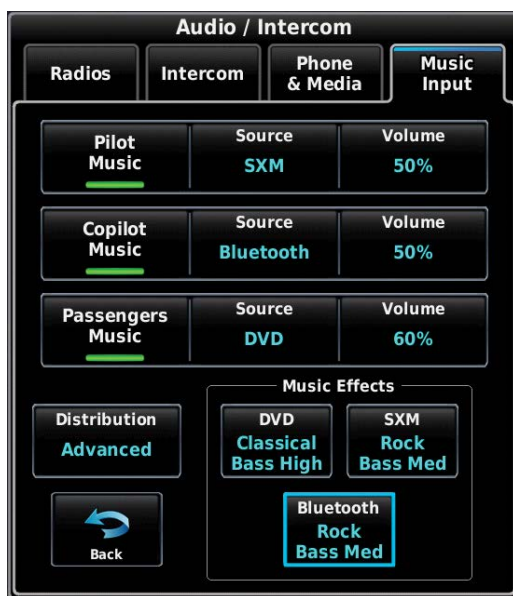 Audio / Intercom
Radios
Intercom
Phone
& Media
Music
Input
Pilot
Music
Source
SXM
Volume
50%
Copilot
Music
Source
Bluetooth
Volume
50%
Passengers
Music
Source
DVD
Volume
60%
Distribution
Advanced
Music Effects
DVD
Classical
Bass High
SXM
Rock
Bass Med
Bluetooth
Rock
Bass Med
Back